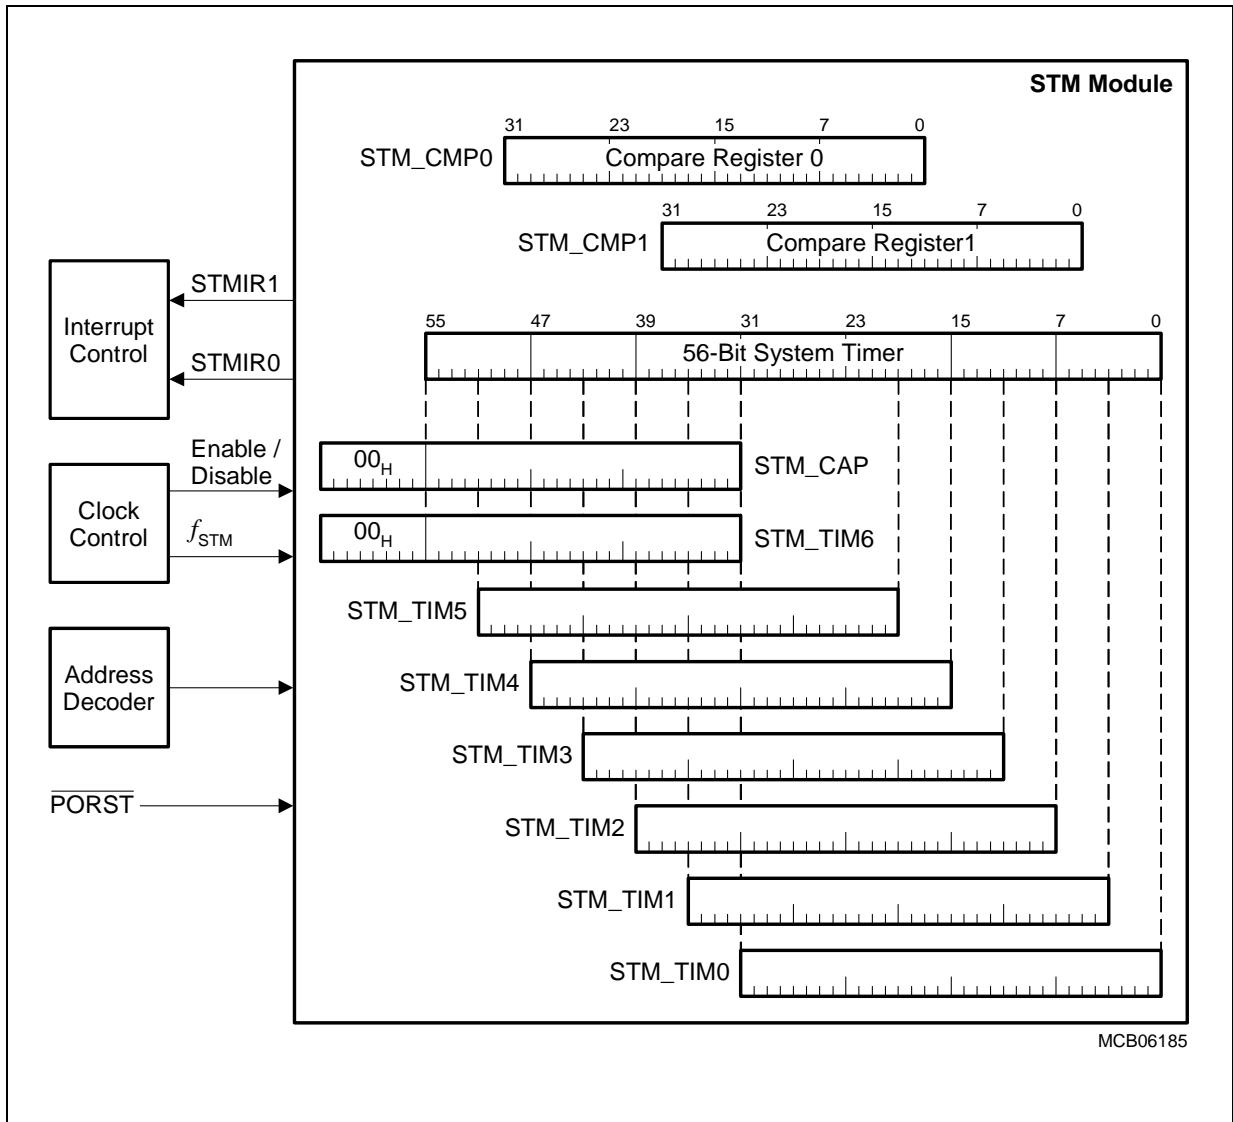 STM Module
31 23 15 7 0
STM_CMP0 Compare Register 0
31 23 15 7 0
STM_CMP1 Compare Register1
STMIR1
Interrupt
Control
STMIR0
55 47 39 31 23 15 7 0
56-Bit System Timer
Enable /
Disable
00H STM_CAP
Clock
Control
fSTM
00H STM_TIM6
STM_TIM5
Address
Decoder
STM_TIM4
STM_TIM3
PORST
STM_TIM2
STM_TIM1
STM_TIM0
MCB06185